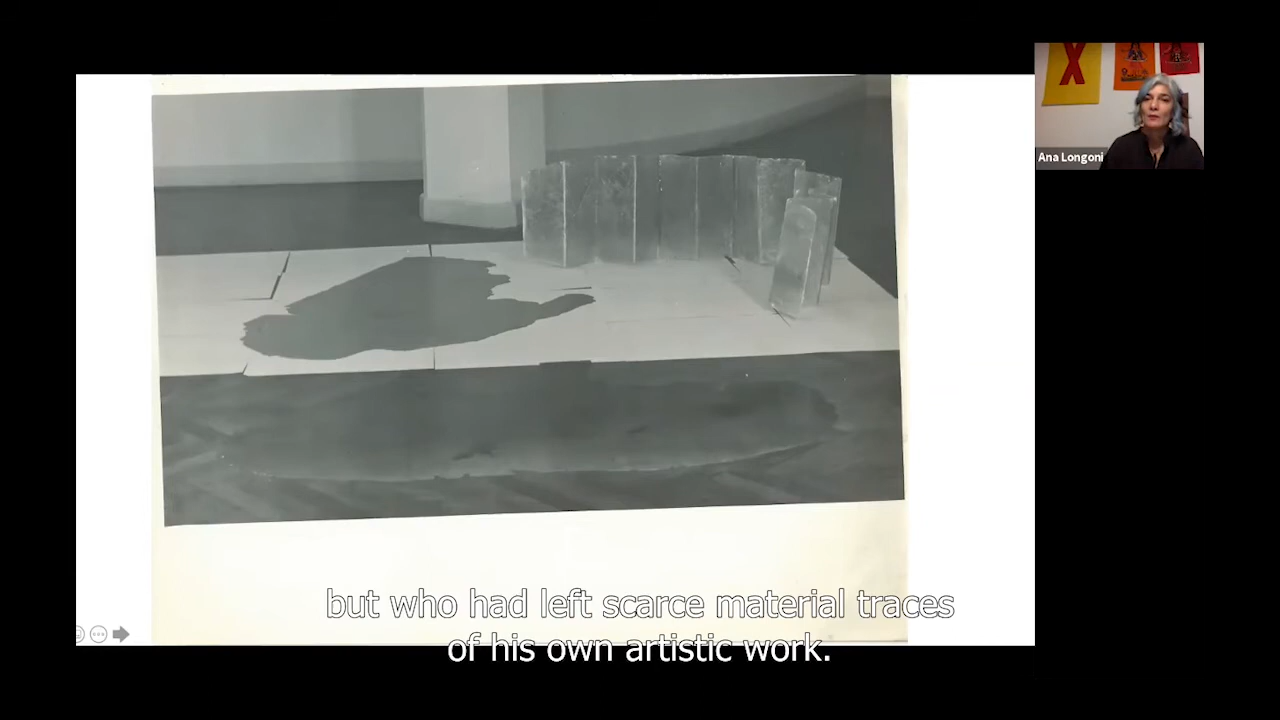 X
Ana Longoni
but who had left scarce material traces
of his own artistic work.